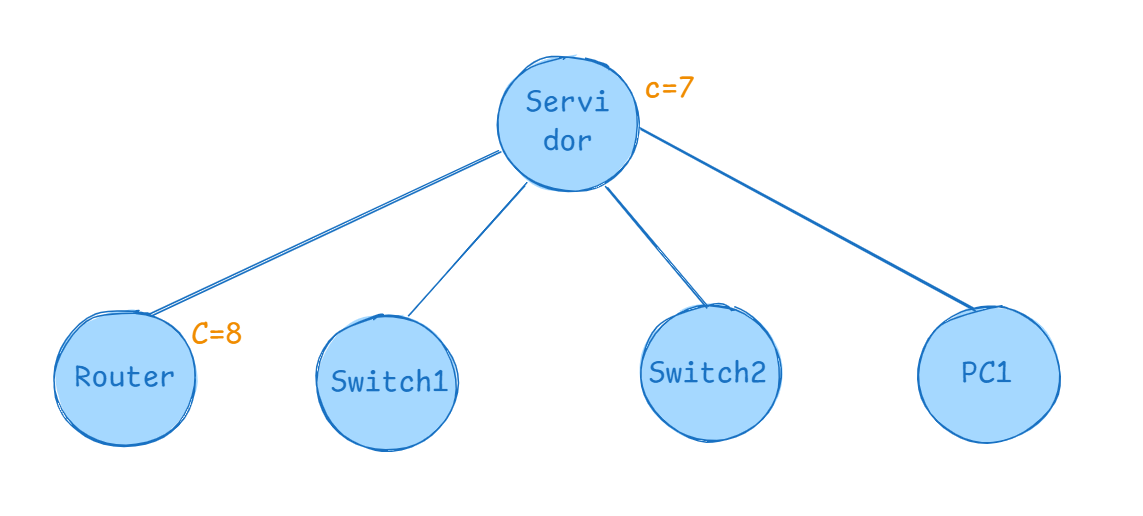 Servi
dor
c=7
C=8
Router
Switch1
Switch2
PC1